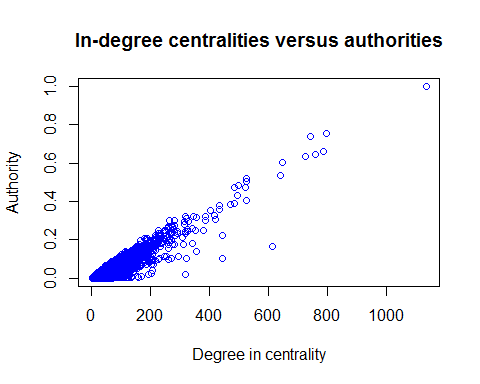 In-degree centralities versus authorities
Authority
0.0 0.2 0.4 0.6 0.8 1.0
0 200 400 600 800 1000
Degree in centrality